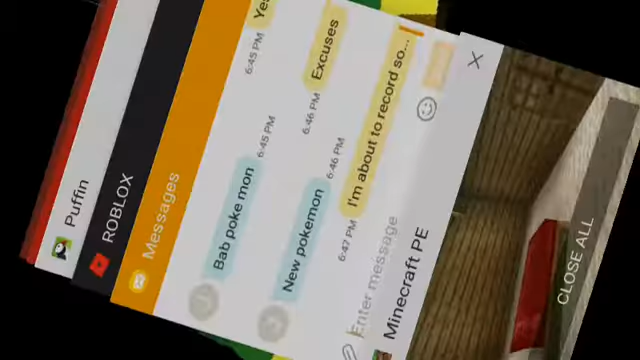 Puffin
ROBLOX
Messages
Yes
6:45 PM
Bab poke mon
6:45 PM
Excuses
6:46 PM
New pokemon
6:46 PM
I'm about to record so...
6:47 PM
Enter message
Minecraft PE
CLOSE ALL